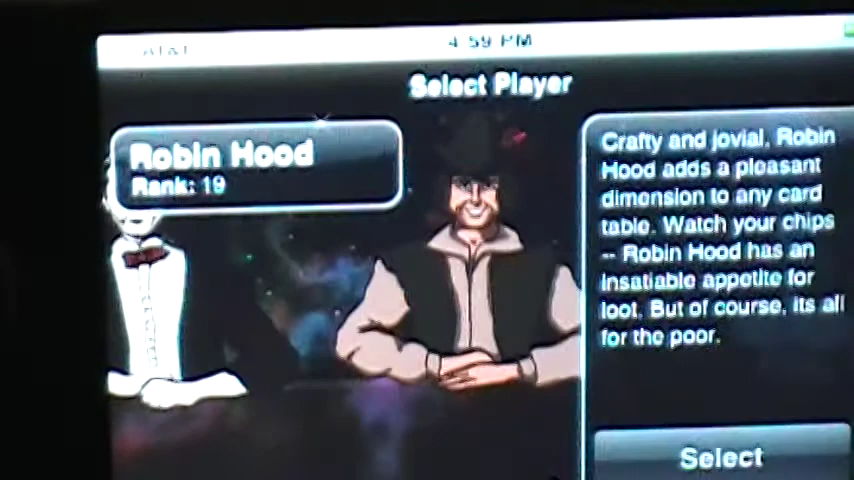 AT&T
4:59 PM
Select Player
Robin Hood
Rank: 19
Crafty and jovial, Robin
Hood adds a pleasant
dimension to any card
table. Watch your chips
-- Robin Hood has an
insatiable appetite for
loot. But of course, its all
for the poor.
Select